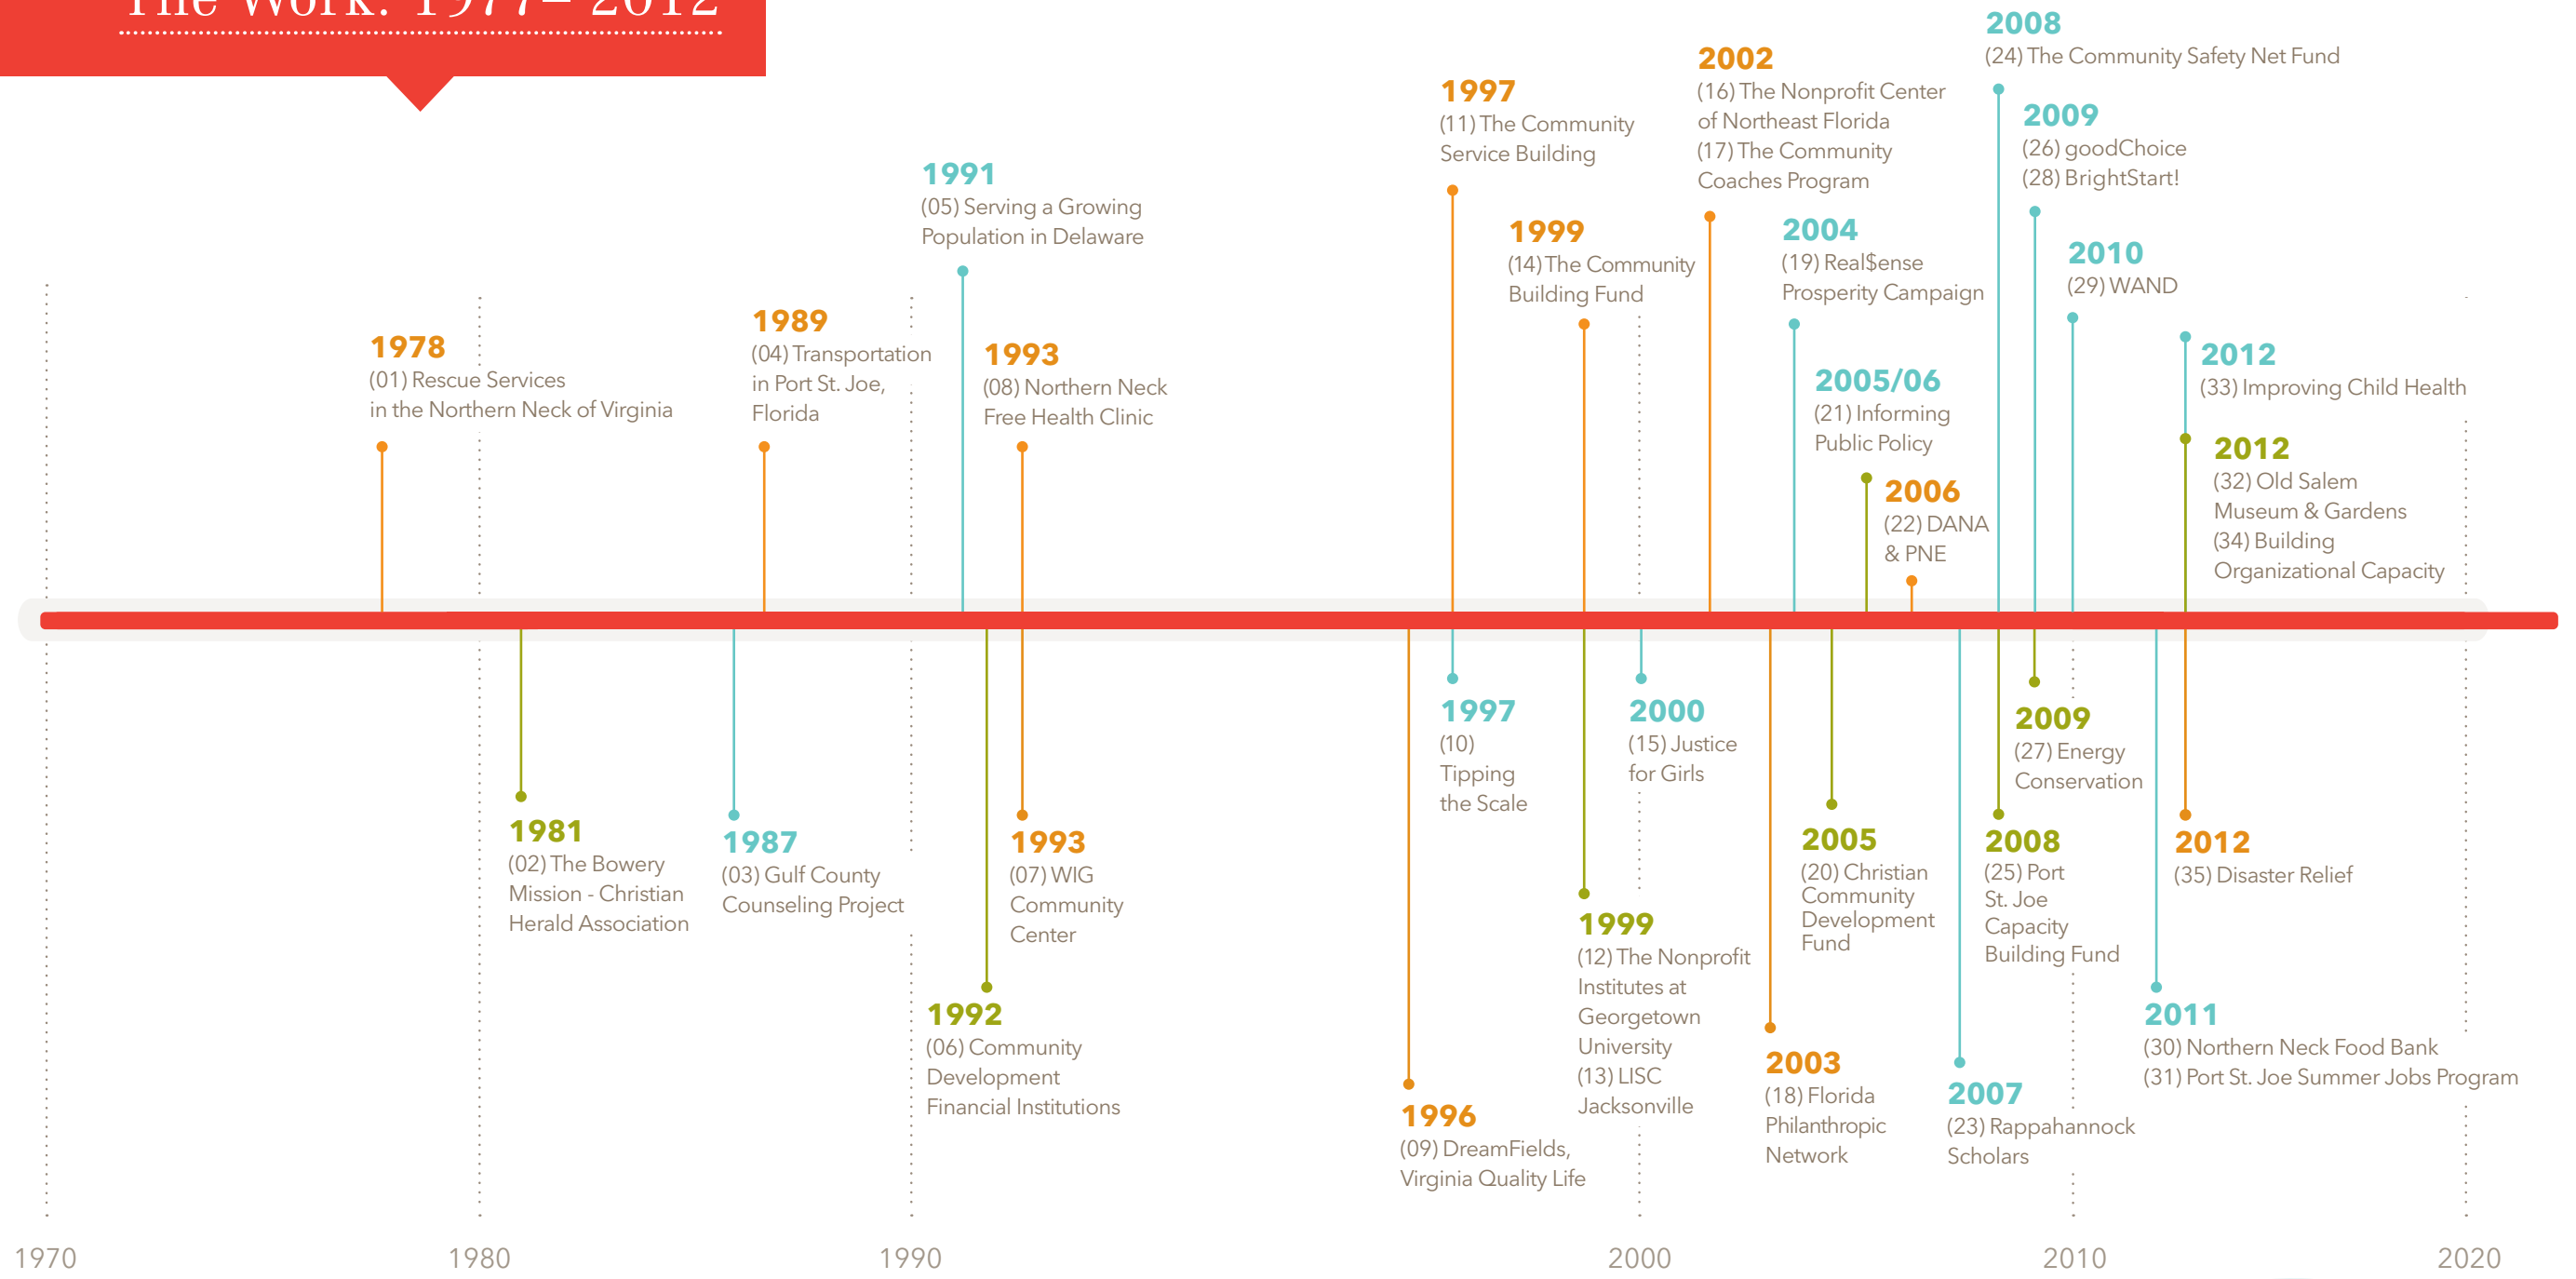 The Work: 1977– 2012
2008
(24) The Community Safety Net Fund
2002
(16) The Nonprofit Center
of Northeast Florida
(17) The Community
Coaches Program
1997
(11) The Community
Service Building
2009
(26) goodChoice
(28) BrightStart!
1991
(05) Serving a Growing
Population in Delaware
1999
(14) The Community
Building Fund
2004
(19) Real$ense
Prosperity Campaign
2010
(29) WAND
1989
(04) Transportation
in Port St. Joe,
Florida
1978
(01) Rescue Services
in the Northern Neck of Virginia
1993
(08) Northern Neck
Free Health Clinic
2012
(33) Improving Child Health
2005/06
(21) Informing
Public Policy
2012
(32) Old Salem
Museum & Gardens
(34) Building
Organizational Capacity
2006
(22) DANA
& PNE
1997
(10)
Tipping
the Scale
2000
(15) Justice
for Girls
2009
(27) Energy
Conservation
1981
(02) The Bowery
Mission - Christian
Herald Association
1987
(03) Gulf County
Counseling Project
1993
(07) WIG
Community
Center
2005
(20) Christian
Community
Development
Fund
2008
(25) Port
St. Joe
Capacity
Building Fund
2012
(35) Disaster Relief
1999
(12) The Nonprofit
Institutes at
Georgetown
University
(13) LISC
Jacksonville
1992
(06) Community
Development
Financial Institutions
2011
(30) Northern Neck Food Bank
(31) Port St. Joe Summer Jobs Program
2003
(18) Florida
Philanthropic
Network
2007
(23) Rappahannock
Scholars
1996
(09) DreamFields,
Virginia Quality Life
1970
1980
1990
2000
2010
2020